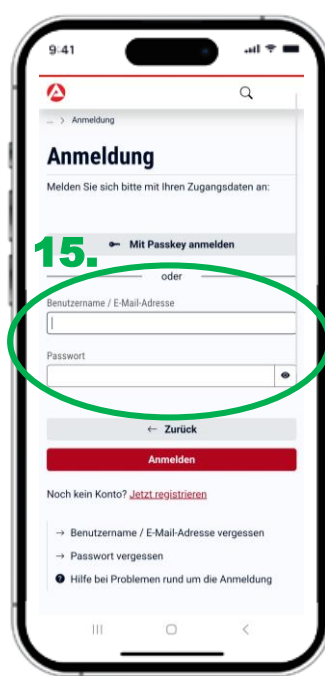 9:41
... > Anmeldung
Anmeldung
Melden Sie sich bitte mit Ihren Zugangsdaten an:
Mit Passkey anmelden
15.
oder
Benutzername / E-Mail-Adresse
Passwort
← Zurück
Anmelden
Noch kein Konto? Jetzt registrieren
→ Benutzername / E-Mail-Adresse vergessen
→ Passwort vergessen
Hilfe bei Problemen rund um die Anmeldung